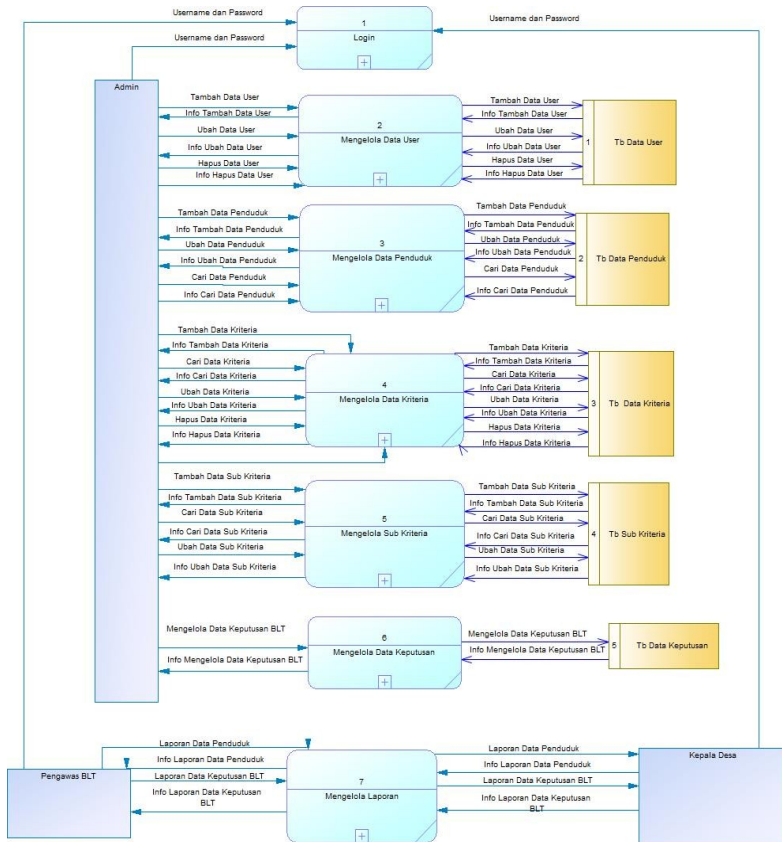 Username dan Password
Username dan Password
Username dan Password
1
Login
Admin
Tambah Data User
Info Tambah Data User
Ubah Data User
Info Ubah Data User
Hapus Data User
Info Hapus Data User
2
Mengelola Data User
Tambah Data User
Info Tambah Data User
Ubah Data User
Info Ubah Data User
Hapus Data User
Info Hapus Data User
1
Tb Data User
Tambah Data Penduduk
Info Tambah Data Penduduk
Ubah Data Penduduk
Info Ubah Data Penduduk
Cari Data Penduduk
Info Cari Data Penduduk
3
Mengelola Data Penduduk
Tambah Data Penduduk
Info Tambah Data Penduduk
Ubah Data Penduduk
Info Ubah Data Penduduk
Cari Data Penduduk
Info Cari Data Penduduk
2
Tb Data Penduduk
Tambah Data Kriteria
Info Tambah Data Kriteria
Cari Data Kriteria
Info Cari Data Kriteria
Ubah Data Kriteria
Info Ubah Data Kriteria
Hapus Data Kriteria
Info Hapus Data Kriteria
4
Mengelola Data Kriteria
Tambah Data Kriteria
Info Tambah Data Kriteria
Cari Data Kriteria
Info Cari Data Kriteria
Ubah Data Kriteria
Info Ubah Data Kriteria
Hapus Data Kriteria
Info Hapus Data Kriteria
3
Tb Data Kriteria
Tambah Data Sub Kriteria
Info Tambah Data Sub Kriteria
Cari Data Sub Kriteria
Info Cari Data Sub Kriteria
Ubah Data Sub Kriteria
Info Ubah Data Sub Kriteria
5
Mengelola Sub Kriteria
Tambah Data Sub Kriteria
Info Tambah Data Sub Kriteria
Cari Data Sub Kriteria
Info Cari Data Sub Kriteria
Ubah Data Sub Kriteria
Info Ubah Data Sub Kriteria
4
Tb Sub Kriteria
Mengelola Data Keputusan BLT
Info Mengelola Data Keputusan BLT
6
Mengelola Data Keputusan
Mengelola Data Keputusan BLT
Info Mengelola Data Keputusan BLT
5
Tb Data Keputusan
Pengawas BLT
Laporan Data Penduduk
Info Laporan Data Penduduk
Laporan Data Keputusan BLT
Info Laporan Data Keputusan
BLT
7
Mengelola Laporan
Laporan Data Penduduk
Info Laporan Data Penduduk
Laporan Data Keputusan BLT
Info Laporan Data Keputusan
BLT
Kepala Desa